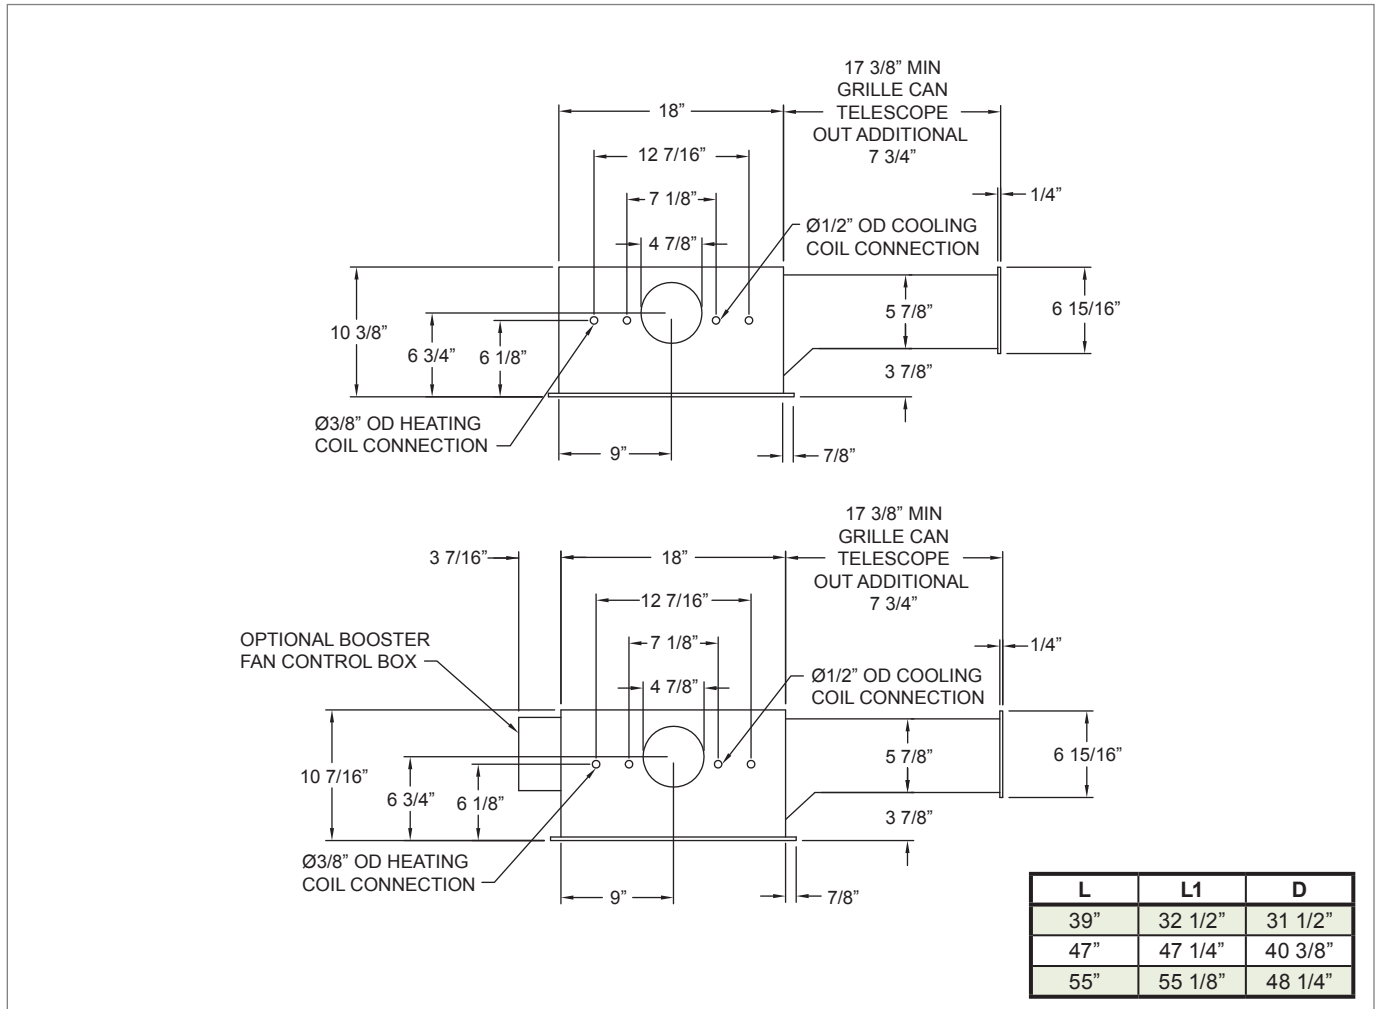 17 3/8” MIN
GRILLE CAN
TELESCOPE
OUT ADDITIONAL
7 3/4”
18”
12 7/16”
1/4”
7 1/8”
Ø1/2” OD COOLING
COIL CONNECTION
4 7/8”
10 3/8”
6 3/4”
6 1/8”
5 7/8”
6 15/16”
3 7/8”
Ø3/8” OD HEATING
COIL CONNECTION
9”
7/8”
17 3/8” MIN
GRILLE CAN
TELESCOPE
OUT ADDITIONAL
7 3/4”
3 7/16”
18”
12 7/16”
OPTIONAL BOOSTER
FAN CONTROL BOX
7 1/8”
1/4”
Ø1/2” OD COOLING
COIL CONNECTION
4 7/8”
10 7/16”
6 3/4”
6 1/8”
5 7/8”
6 15/16”
3 7/8”
Ø3/8” OD HEATING
COIL CONNECTION
9”
7/8”
L L1 D
39” 32 1/2” 31 1/2”
47” 47 1/4” 40 3/8”
55” 55 1/8” 48 1/4”